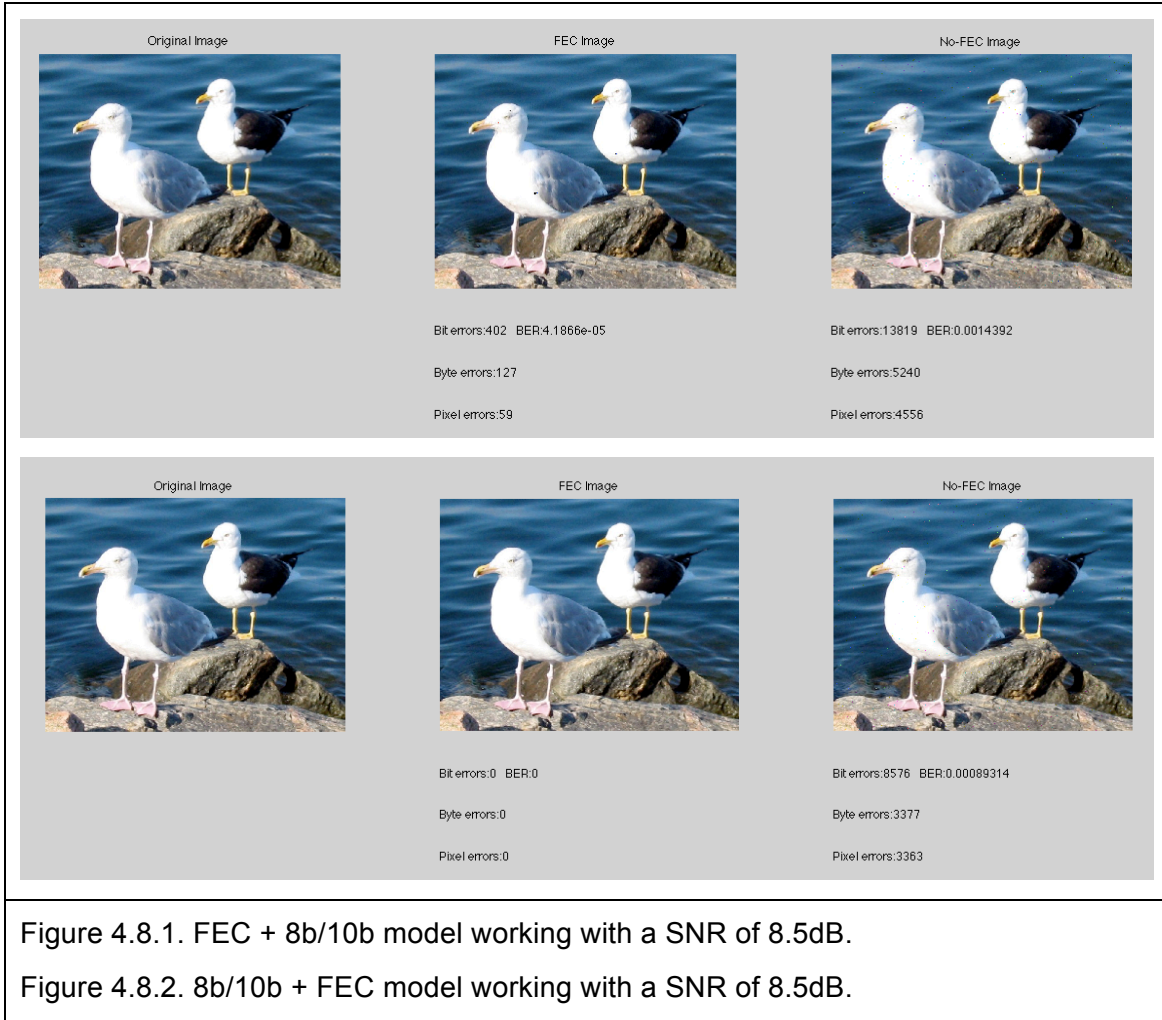 Original Image
FEC Image
No-FEC Image
Bit errors:402 BER:4.1866e-05
Bit errors:13819 BER:0.0014392
Byte errors:127
Byte errors:5240
Pixel errors:59
Pixel errors:4556
Original Image
FEC Image
No-FEC Image
Bit errors:0 BER:0
Bit errors:8576 BER:0.00089314
Byte errors:0
Byte errors:3377
Pixel errors:0
Pixel errors:3363
Figure 4.8.1. FEC + 8b/10b model working with a SNR of 8.5dB.
Figure 4.8.2. 8b/10b + FEC model working with a SNR of 8.5dB.